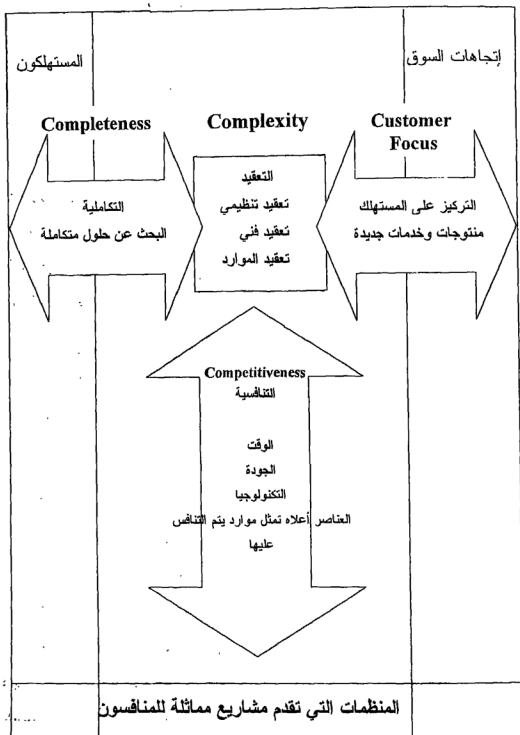 إتجاهات السوق
المستهلكون
Completeness
Complexity
Customer
Focus
التعقيد
تعقيد تنظيمي
تعقيد فني
تعقيد الموارد
التركيز على المستهلك
منتوجات وخدمات جديدة
التكاملية
البحث عن حلول متكاملة
Competitiveness
التنافسية
الوقت
الجودة
التكنولوجيا
العناصر أعلاه تمثل موارد يتم التنافس
عليها
المنظمات التي تقدم مشاريع مماثلة للمنافسون